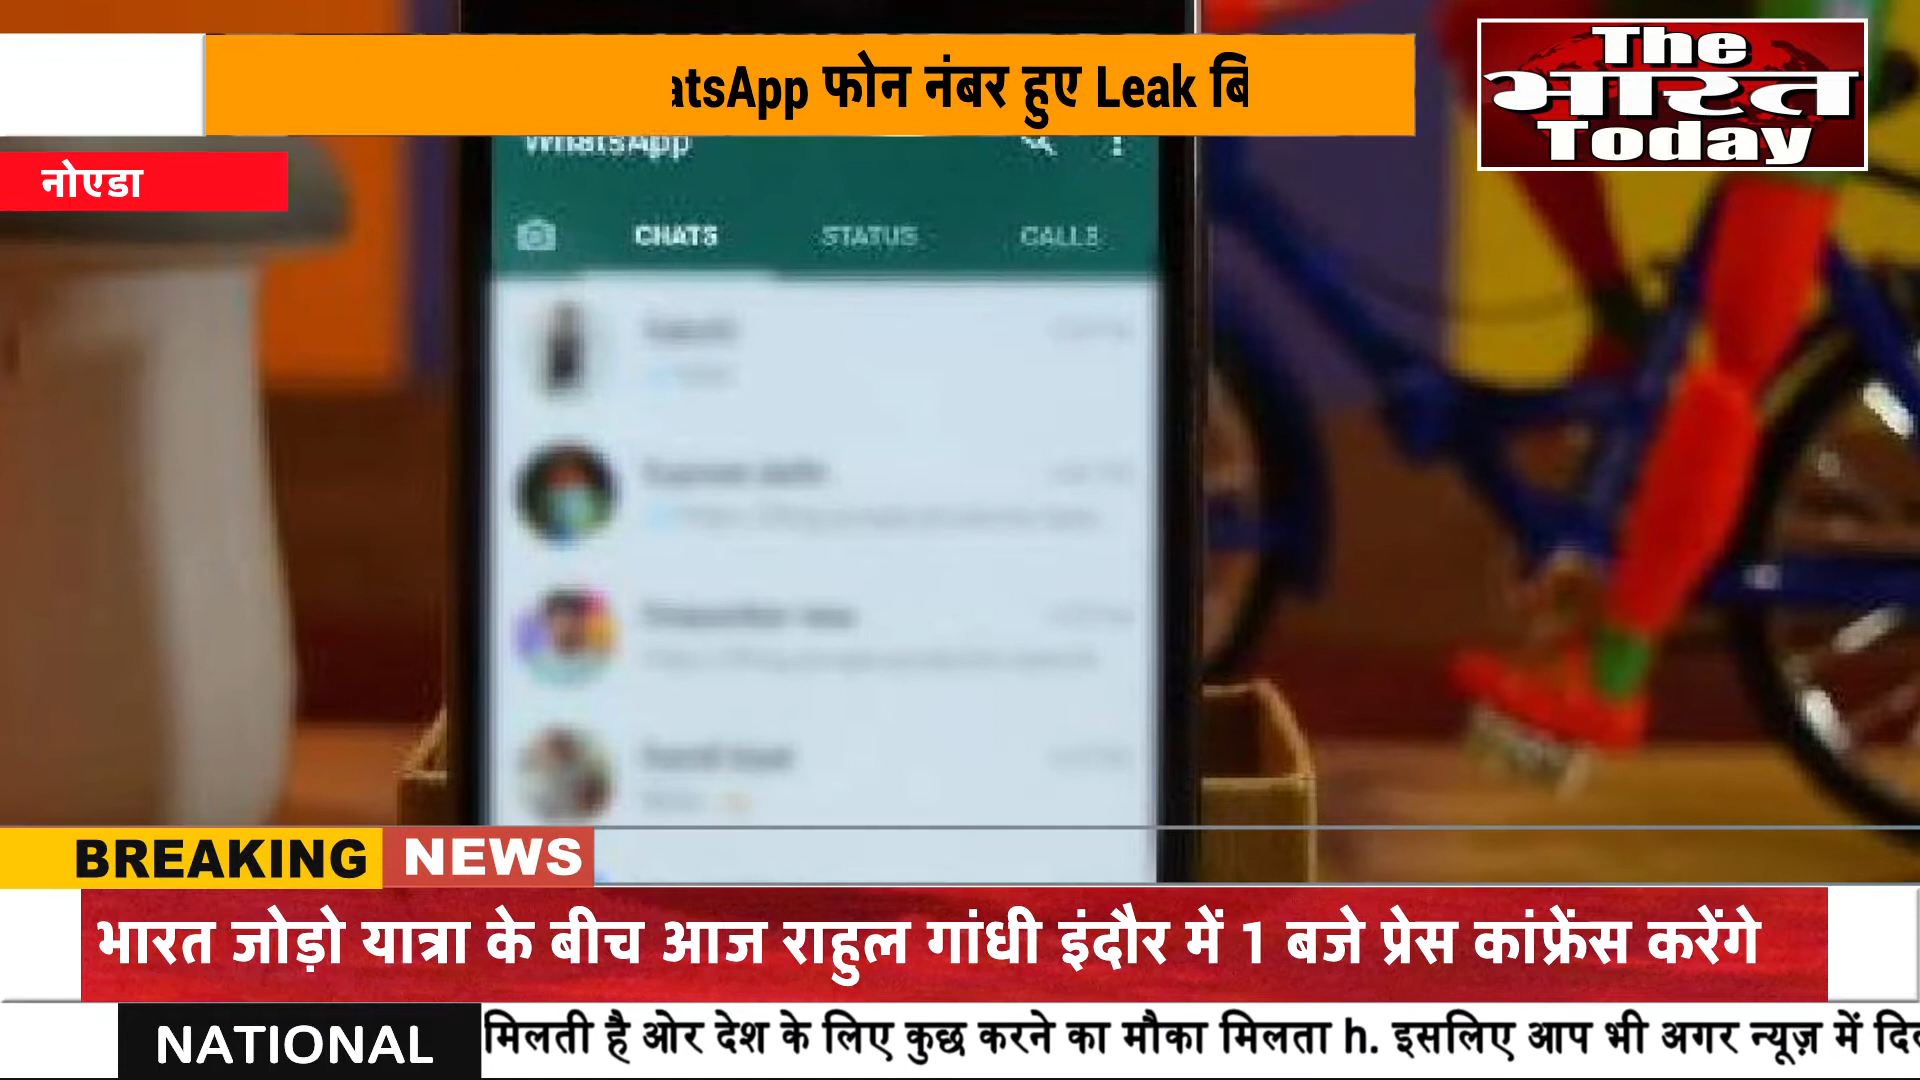 atsApp फोन नंबर हुए Leak बि
The
भारत
Today
WhatsApp
नोएडा
CHATS STATUS CALLS
BREAKING NEWS
भारत जोड़ो यात्रा के बीच आज राहुल गांधी इंदौर में 1 बजे प्रेस कांफ्रेंस करेंगे
NATIONAL
मिलती है ओर देश के लिए कुछ करने का मौका मिलता h. इसलिए आप भी अगर न्यूज़ में